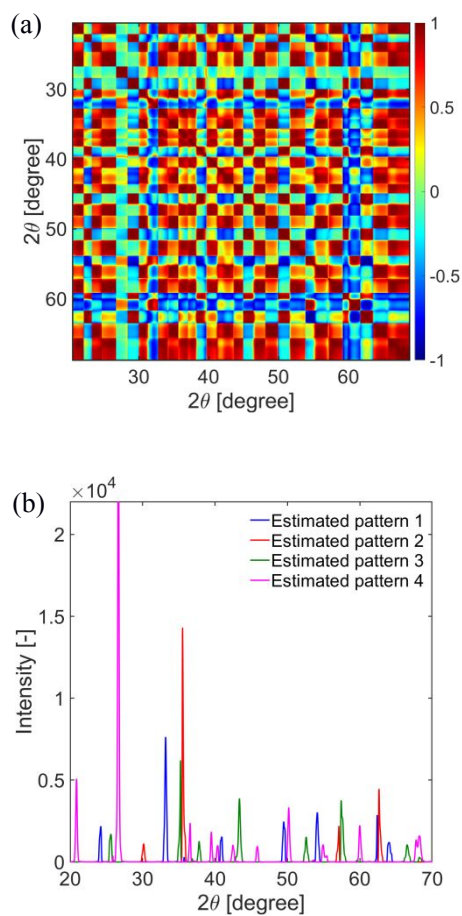 (a)
30
40
50
60
2θ [degree]
30
40
50
60
2θ [degree]
1
0.5
0
-0.5
-1
(b)
×10⁴
2
1.5
1
0.5
0
Intensity [-]
Estimated pattern 1
Estimated pattern 2
Estimated pattern 3
Estimated pattern 4
20
30
40
50
60
70
2θ [degree]